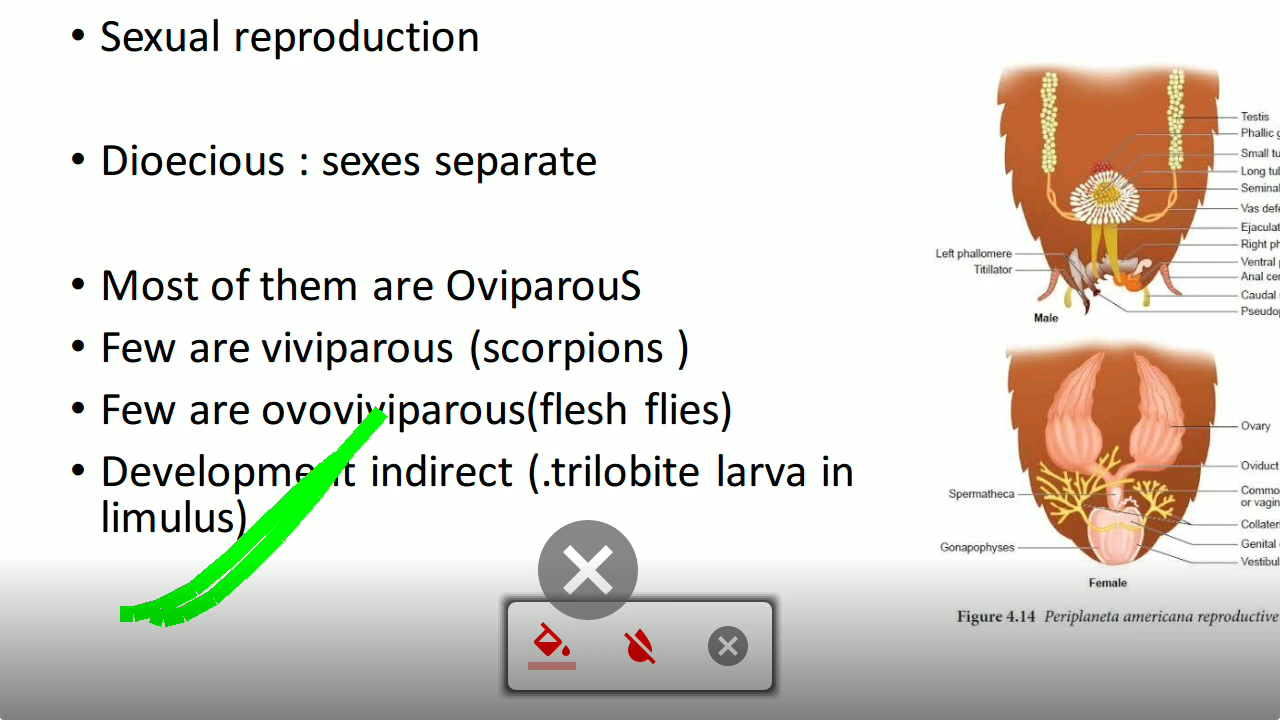 • Sexual reproduction
• Dioecious : sexes separate
• Most of them are OviparouS
• Few are viviparous (scorpions )
• Few are ovoviviparous(flesh flies)
• Development indirect (.trilobite larva in
limulus)
Testis
Phallic g
Small tu
Long tub
Seminal
Vas defe
Ejaculat
Right ph
Ventral p
Anal cer
Caudal s
Pseudop
Left phallomere
Titillator
Male
Ovary
Oviduct
Commo
or vagin
Collater
Genital
Vestibul
Spermatheca
Gonapophyses
Female
Figure 4.14 Periplaneta americana reproductive